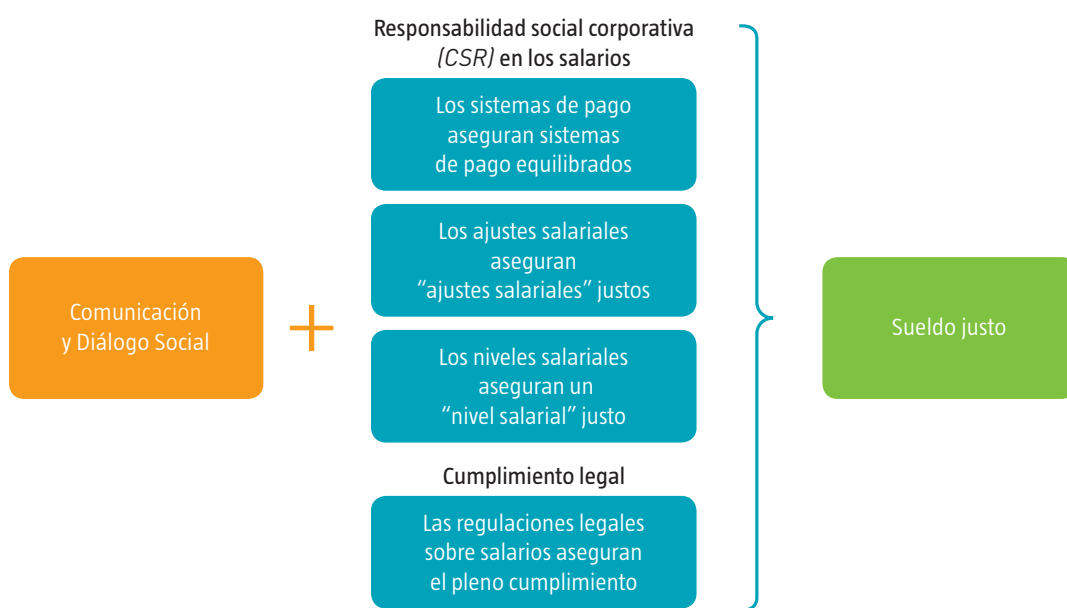 Responsabilidad social corporativa
(CSR) en los salarios
Los sistemas de pago
aseguran sistemas
de pago equilibrados
Los ajustes salariales
aseguran
“ajustes salariales” justos
Comunicación
y Diálogo Social
+
Sueldo justo
Los niveles salariales
aseguran un
“nivel salarial” justo
Cumplimiento legal
Las regulaciones legales
sobre salarios aseguran
el pleno cumplimiento